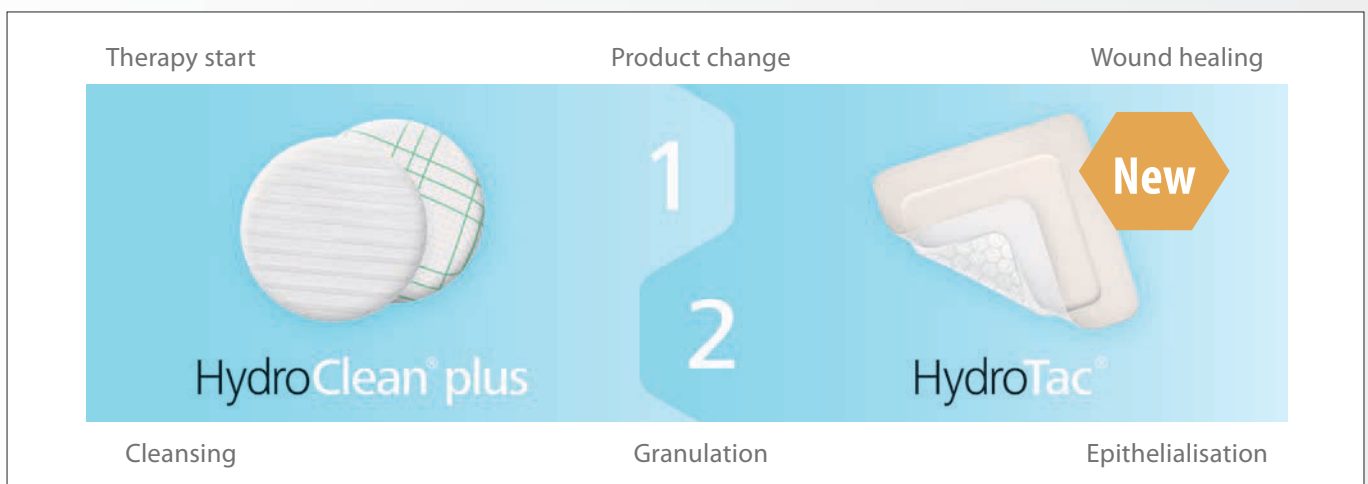 Therapy start Product change Wound healing
New
1
2
HydroClean® plus HydroTac®
Cleansing Granulation Epithelialisation